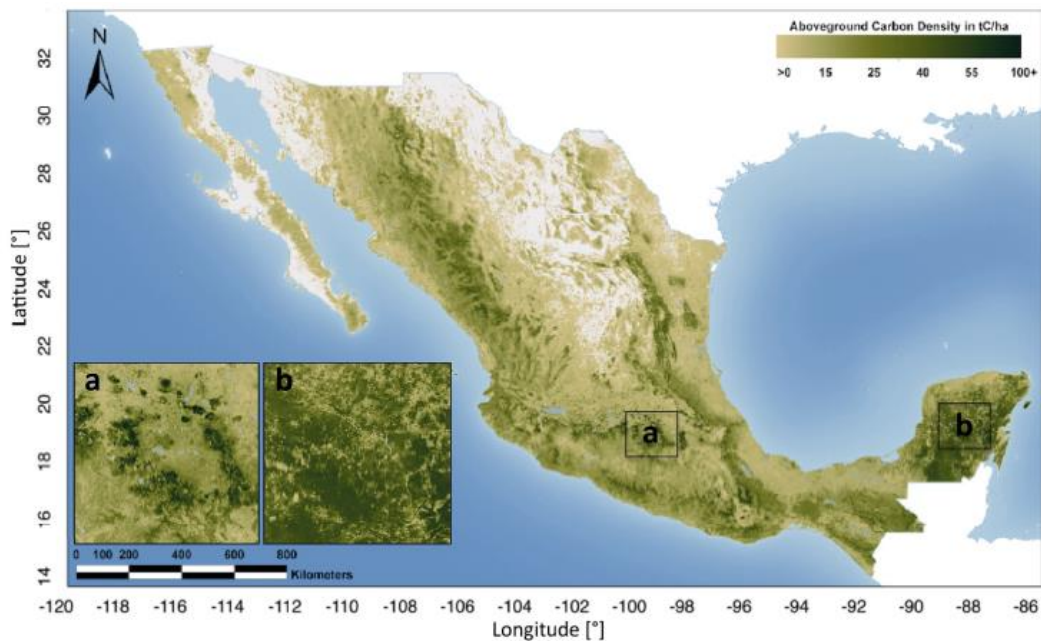 Aboveground Carbon Density in tC/ha
>0 15 25 40 55 100+
N
Latitude [°]
32
30
28
26
24
22
20
18
16
14
a
b
a
b
0 100 200 400 600 800
Kilometers
-120 -118 -116 -114 -112 -110 -108 -106 -104 -102 -100 -98 -96 -94 -92 -90 -88 -86
Longitude [°]